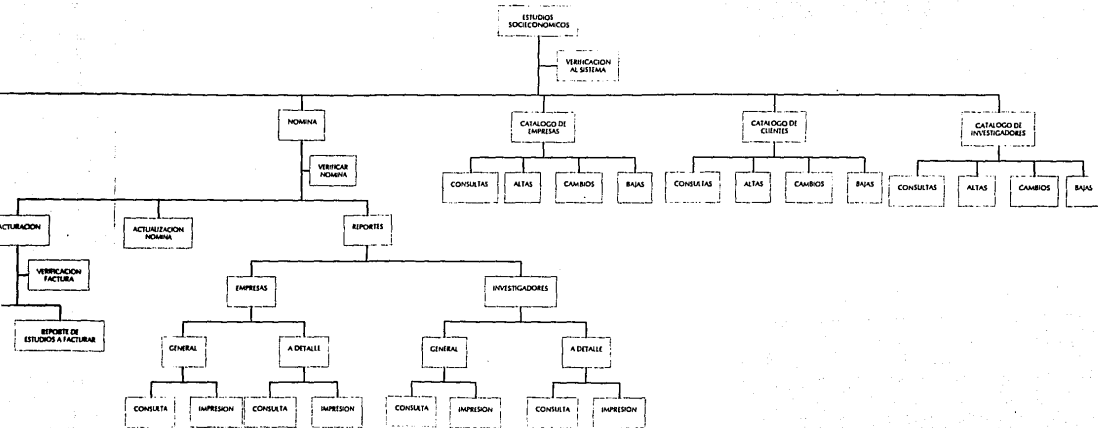 ESTUDIOS
SOCIECONOMICOS
VERIFICACION
AL SISTEMA
NOMINA
CATALOGO DE
EMPRESAS
CATALOGO DE
CLIENTES
CATALOGO DE
INVESTIGADORES
VERIFICAR
NOMINA
CONSULTAS
ALTAS
CAMBIOS
BAJAS
CONSULTAS
ALTAS
CAMBIOS
BAJAS
CONSULTAS
ALTAS
CAMBIOS
BAJAS
ACTURACION
ACTUALIZACION
NOMINA
REPORTES
VERIFICACION
FACTURA
EMPRESAS
INVESTIGADORES
REPORTE DE
ESTUDIOS A FACTURAR
GENERAL
A DETALLE
GENERAL
A DETALLE
CONSULTA
IMPRESION
CONSULTA
IMPRESION
CONSULTA
IMPRESION
CONSULTA
IMPRESION